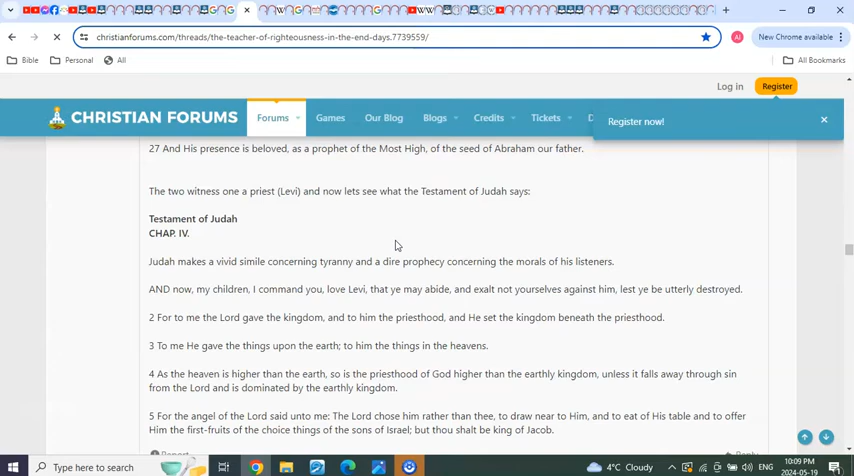 christianforums.com/threads/the-teacher-of-righteousness-in-the-end-days.7739559/
AI
New Chrome available
Bible
Personal
All
All Bookmarks
Log in
Register
CHRISTIAN FORUMS
Forums
Games
Our Blog
Blogs
Credits
Tickets
D
Register now!
27 And His presence is beloved, as a prophet of the Most High, of the seed of Abraham our father.
The two witness one a priest (Levi) and now lets see what the Testament of Judah says:
Testament of Judah
CHAP. IV.
Judah makes a vivid simile concerning tyranny and a dire prophecy concerning the morals of his listeners.
AND now, my children, I command you, love Levi, that ye may abide, and exalt not yourselves against him, lest ye be utterly destroyed.
2 For to me the Lord gave the kingdom, and to him the priesthood, and He set the kingdom beneath the priesthood.
3 To me He gave the things upon the earth; to him the things in the heavens.
4 As the heaven is higher than the earth, so is the priesthood of God higher than the earthly kingdom, unless it falls away through sin
from the Lord and is dominated by the earthly kingdom.
5 For the angel of the Lord said unto me: The Lord chose him rather than thee, to draw near to Him, and to eat of His table and to offer
Him the first-fruits of the choice things of the sons of Israel; but thou shalt be king of Jacob.
Report
Reply
Type here to search
4°C Cloudy
ENG
10:09 PM
2024-05-19